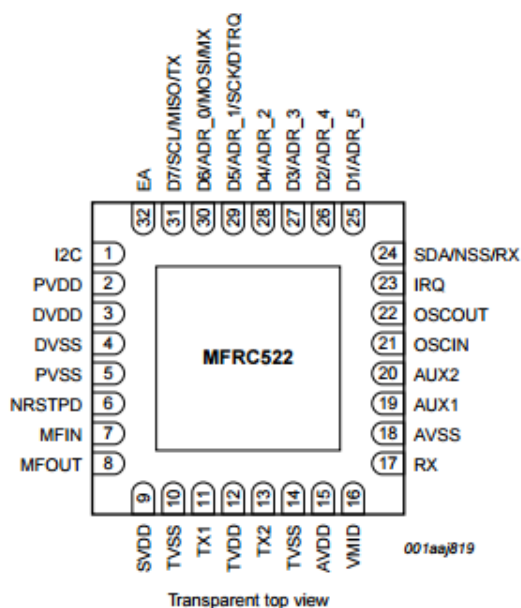 EA
D7/SCL/MISO/TX
D6/ADR_0/MOSI/MX
D5/ADR_1/SCK/DTRQ
D4/ADR_2
D3/ADR_3
D2/ADR_4
D1/ADR_5
32
31
30
29
28
27
26
25
I2C 1
PVDD 2
DVDD 3
DVSS 4
PVSS 5
NRSTPD 6
MFIN 7
MFOUT 8
MFRC522
24 SDA/NSS/RX
23 IRQ
22 OSCOUT
21 OSCIN
20 AUX2
19 AUX1
18 AVSS
17 RX
9
10
11
12
13
14
15
16
SVDD
TVSS
TX1
TVDD
TX2
TVSS
AVDD
VMID
001aaj819
Transparent top view